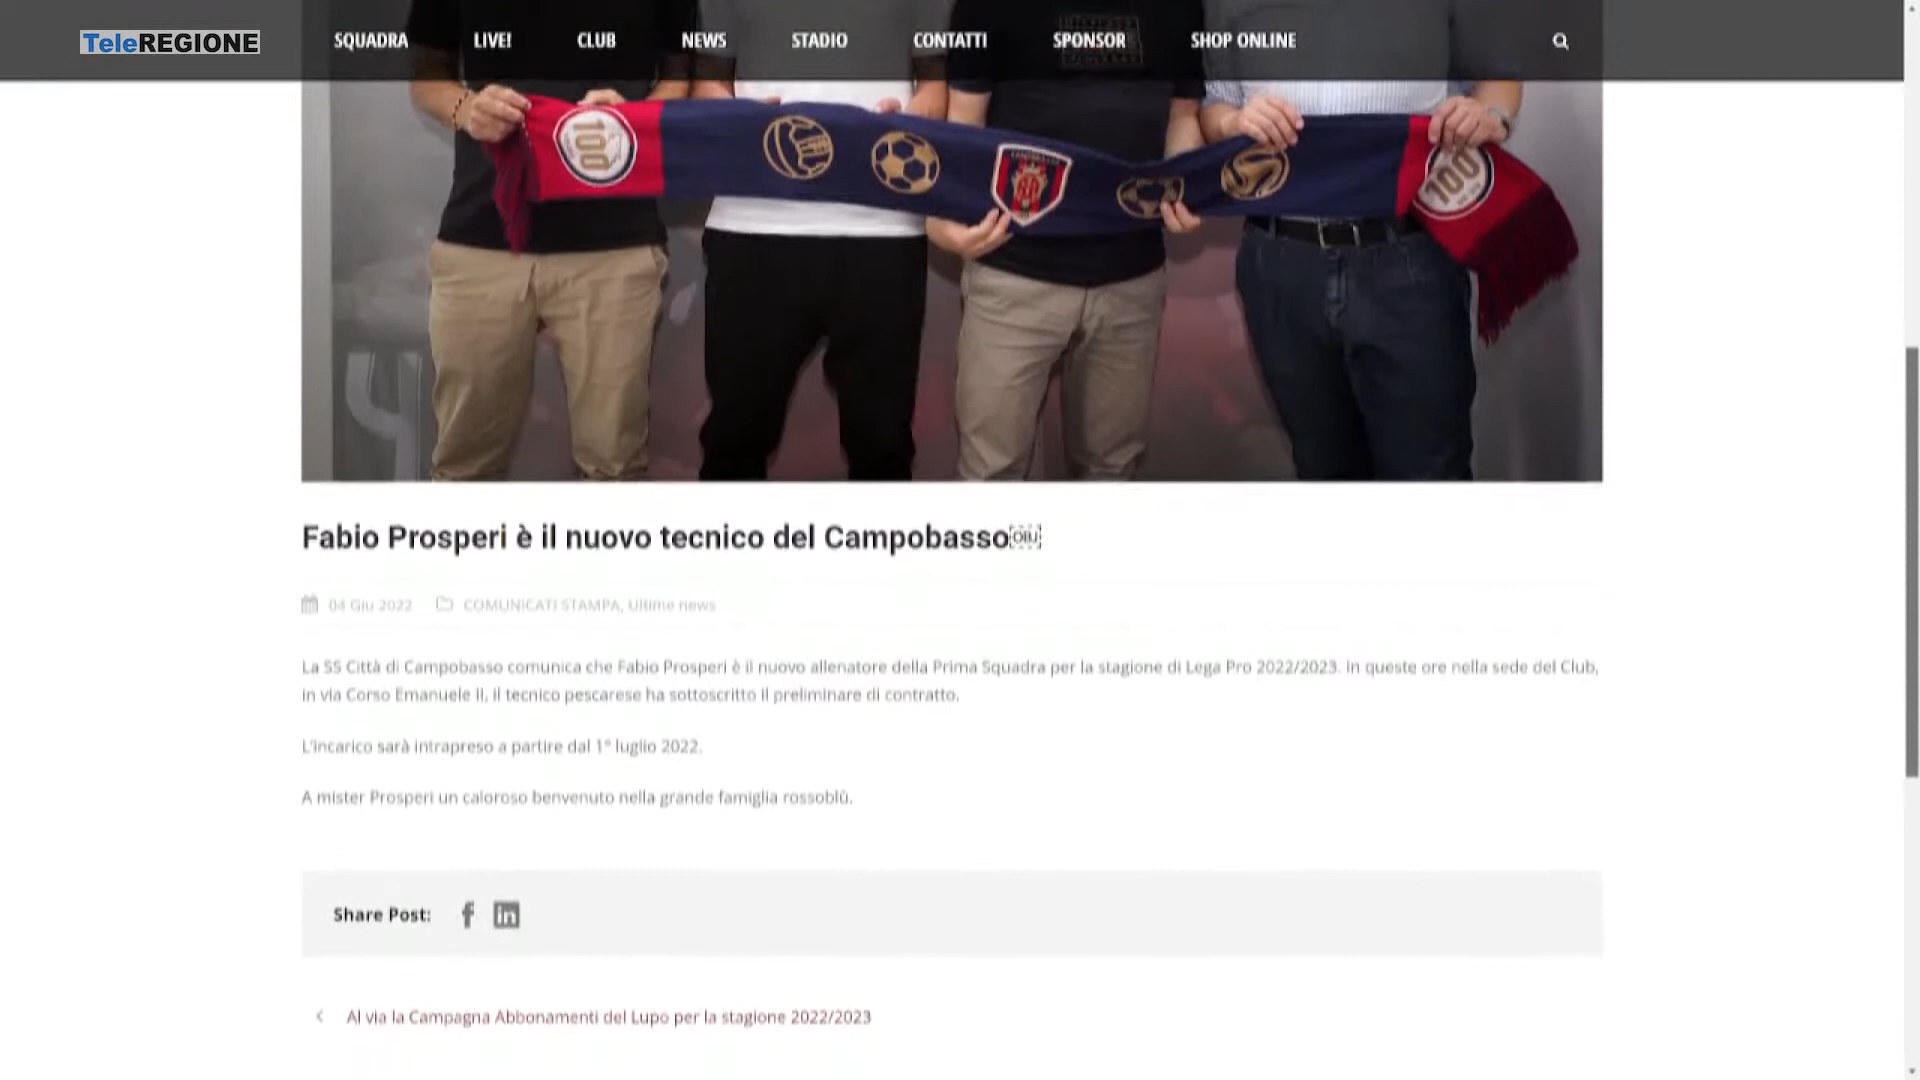 TeleREGIONE
SQUADRA LIVE! CLUB NEWS STADIO CONTATTI SPONSOR SHOP ONLINE
100
100
Fabio Prosperi è il nuovo tecnico del Campobasso
04 Giu 2022 COMUNICATI STAMPA, Ultime news
La SS Città di Campobasso comunica che Fabio Prosperi è il nuovo allenatore della Prima Squadra per la stagione di Lega Pro 2022/2023. In queste ore nella sede del Club,
in via Corso Emanuele II, il tecnico pescarese ha sottoscritto il preliminare di contratto.
L'incarico sarà intrapreso a partire dal 1° luglio 2022.
A mister Prosperi un caloroso benvenuto nella grande famiglia rossoblù.
Share Post: f in
Al via la Campagna Abbonamenti del Lupo per la stagione 2022/2023